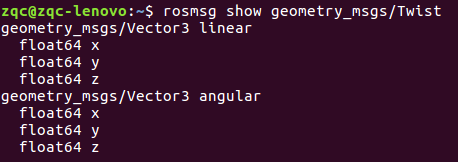 zqc@zqc-lenovo:~$ rosmsg show geometry_msgs/Twist
geometry_msgs/Vector3 linear
  float64 x
  float64 y
  float64 z
geometry_msgs/Vector3 angular
  float64 x
  float64 y
  float64 z